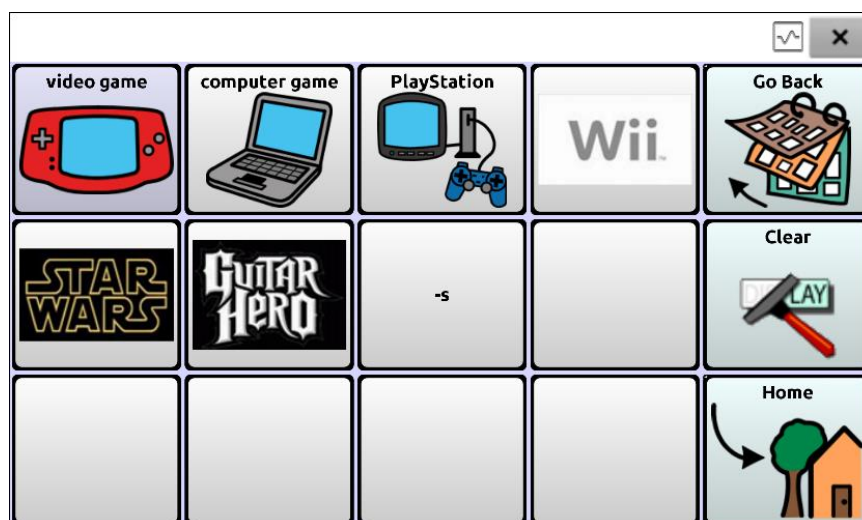 video game
computer game
PlayStation
Wii
Go Back
STAR
WARS
GUITAR
HERO
-s
Clear
DISPLAY
Home